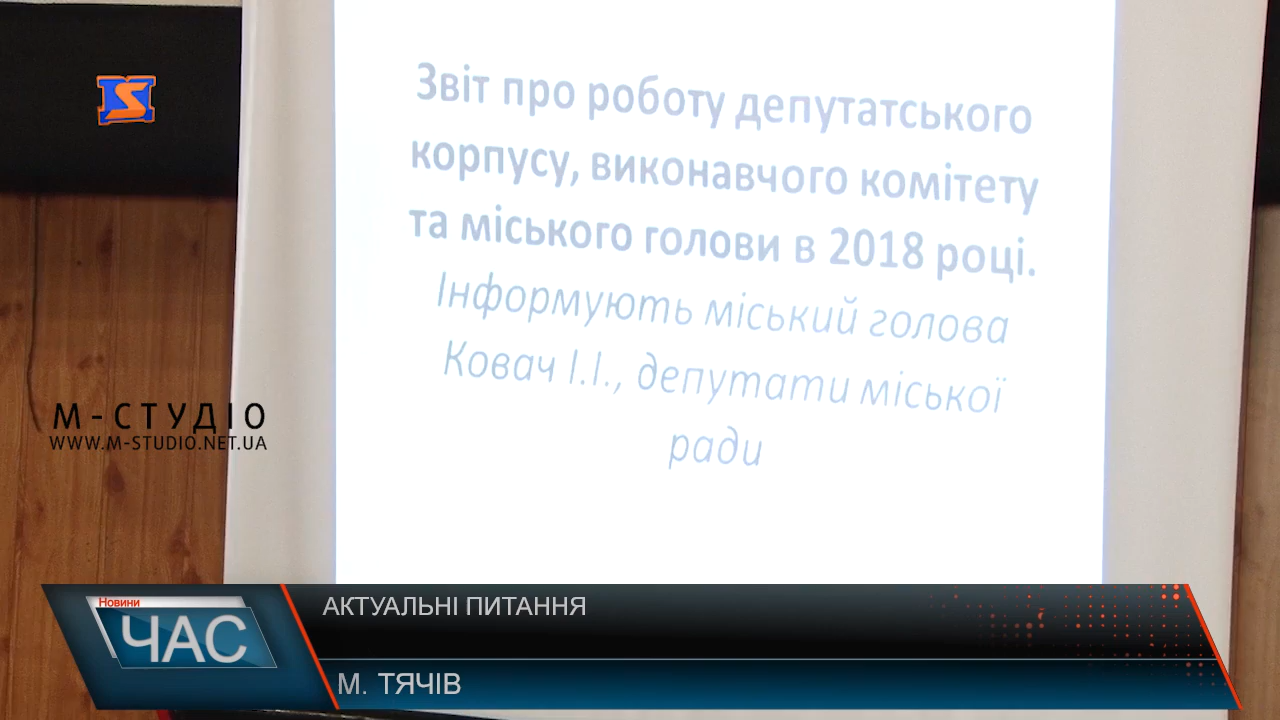 Звіт про роботу депутатського
корпусу, виконавчого комітету
та міського голови в 2018 році.
Інформують міський голова
Ковач І.І., депутати міської
ради
М-СТУДІО
WWW.M-STUDIO.NET.UA
Новини
ЧАС
АКТУАЛЬНІ ПИТАННЯ
М. ТЯЧІВ